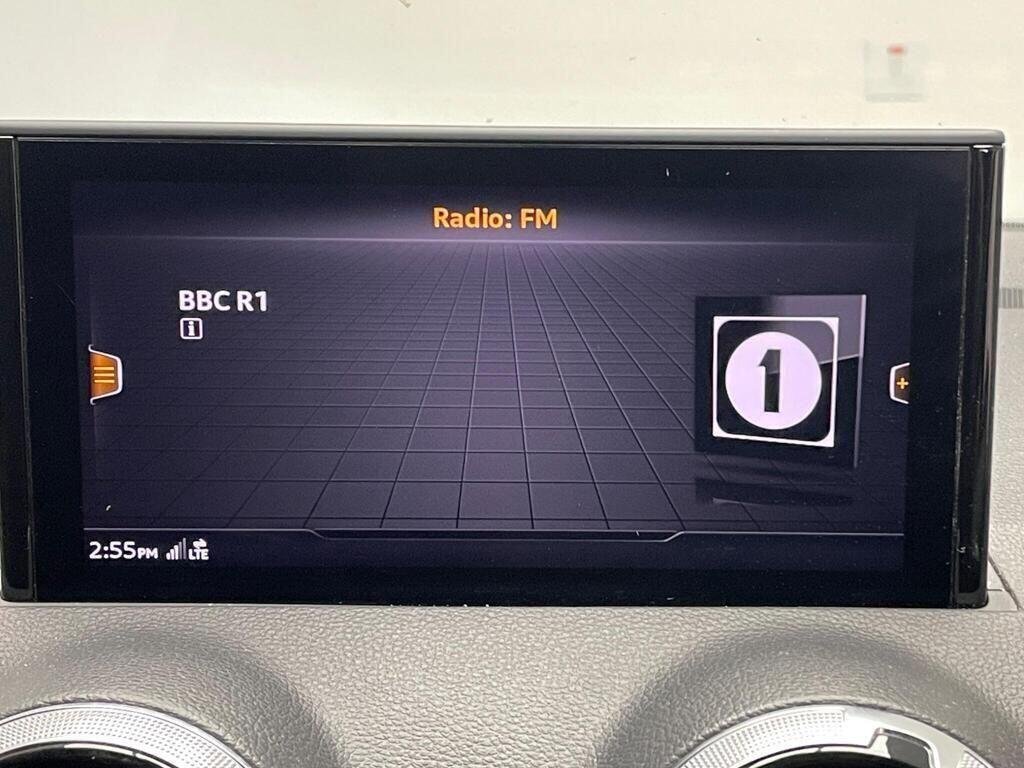 Radio: FM
BBC R1
i
1
+
2:55PM LTE